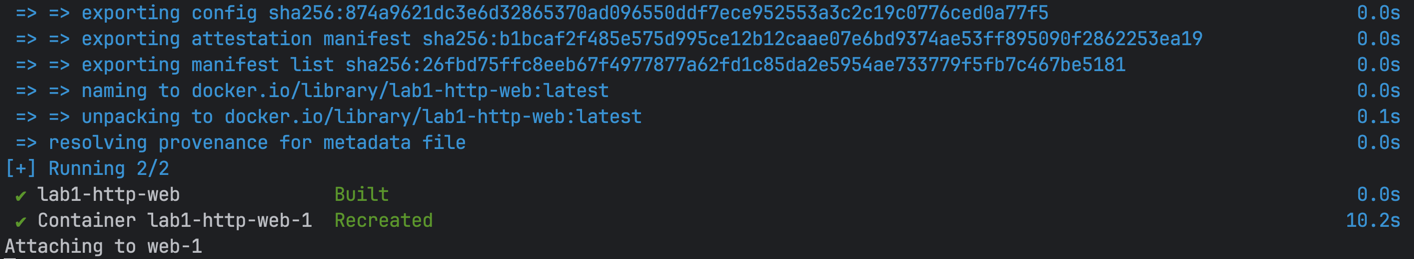 => => exporting config sha256:874a9621dc3e6d32865370ad096550ddf7ece952553a3c2c19c0776ced0a77f5 0.0s
=> => exporting attestation manifest sha256:b1bcaf2f485e575d995ce12b12caae07e6bd9374ae53ff895090f2862253ea19 0.0s
=> => exporting manifest list sha256:26fbd75ffc8eeb67f4977877a62fd1c85da2e5954ae733779f5fb7c467be5181 0.0s
=> => naming to docker.io/library/lab1-http-web:latest 0.0s
=> => unpacking to docker.io/library/lab1-http-web:latest 0.1s
=> resolving provenance for metadata file 0.0s
[+] Running 2/2
✔ lab1-http-web Built 0.0s
✔ Container lab1-http-web-1 Recreated 10.2s
Attaching to web-1